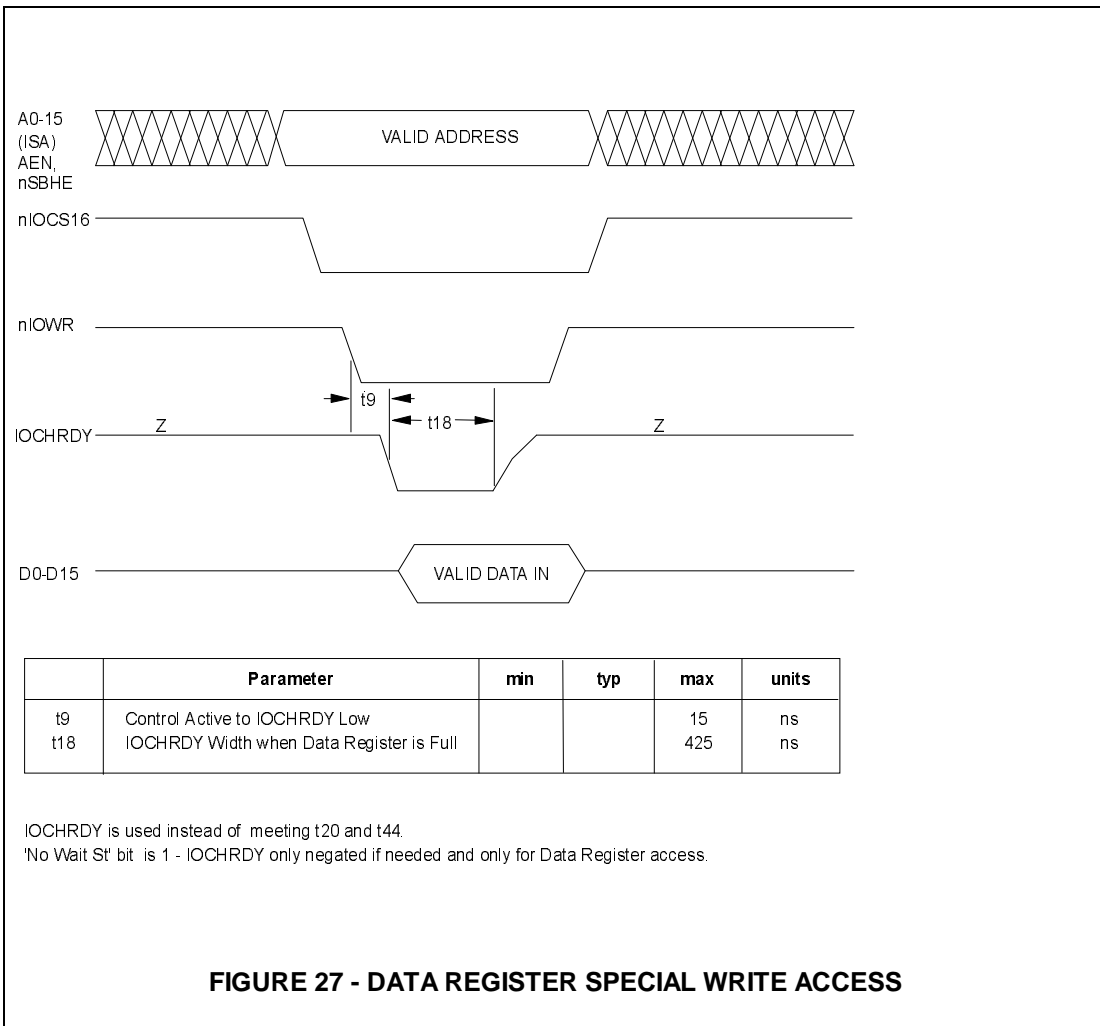 A0-15
(ISA)
AEN,
nSBHE
VALID ADDRESS
nIOCS16
nIOWR
t9
t18
IOCHRDY
Z
Z
D0-D15
VALID DATA IN
Parameter min typ max units
t9 Control Active to IOCHRDY Low 15 ns
t18 IOCHRDY Width when Data Register is Full 425 ns
IOCHRDY is used instead of meeting t20 and t44.
'No Wait St' bit is 1 - IOCHRDY only negated if needed and only for Data Register access.
FIGURE 27 - DATA REGISTER SPECIAL WRITE ACCESS